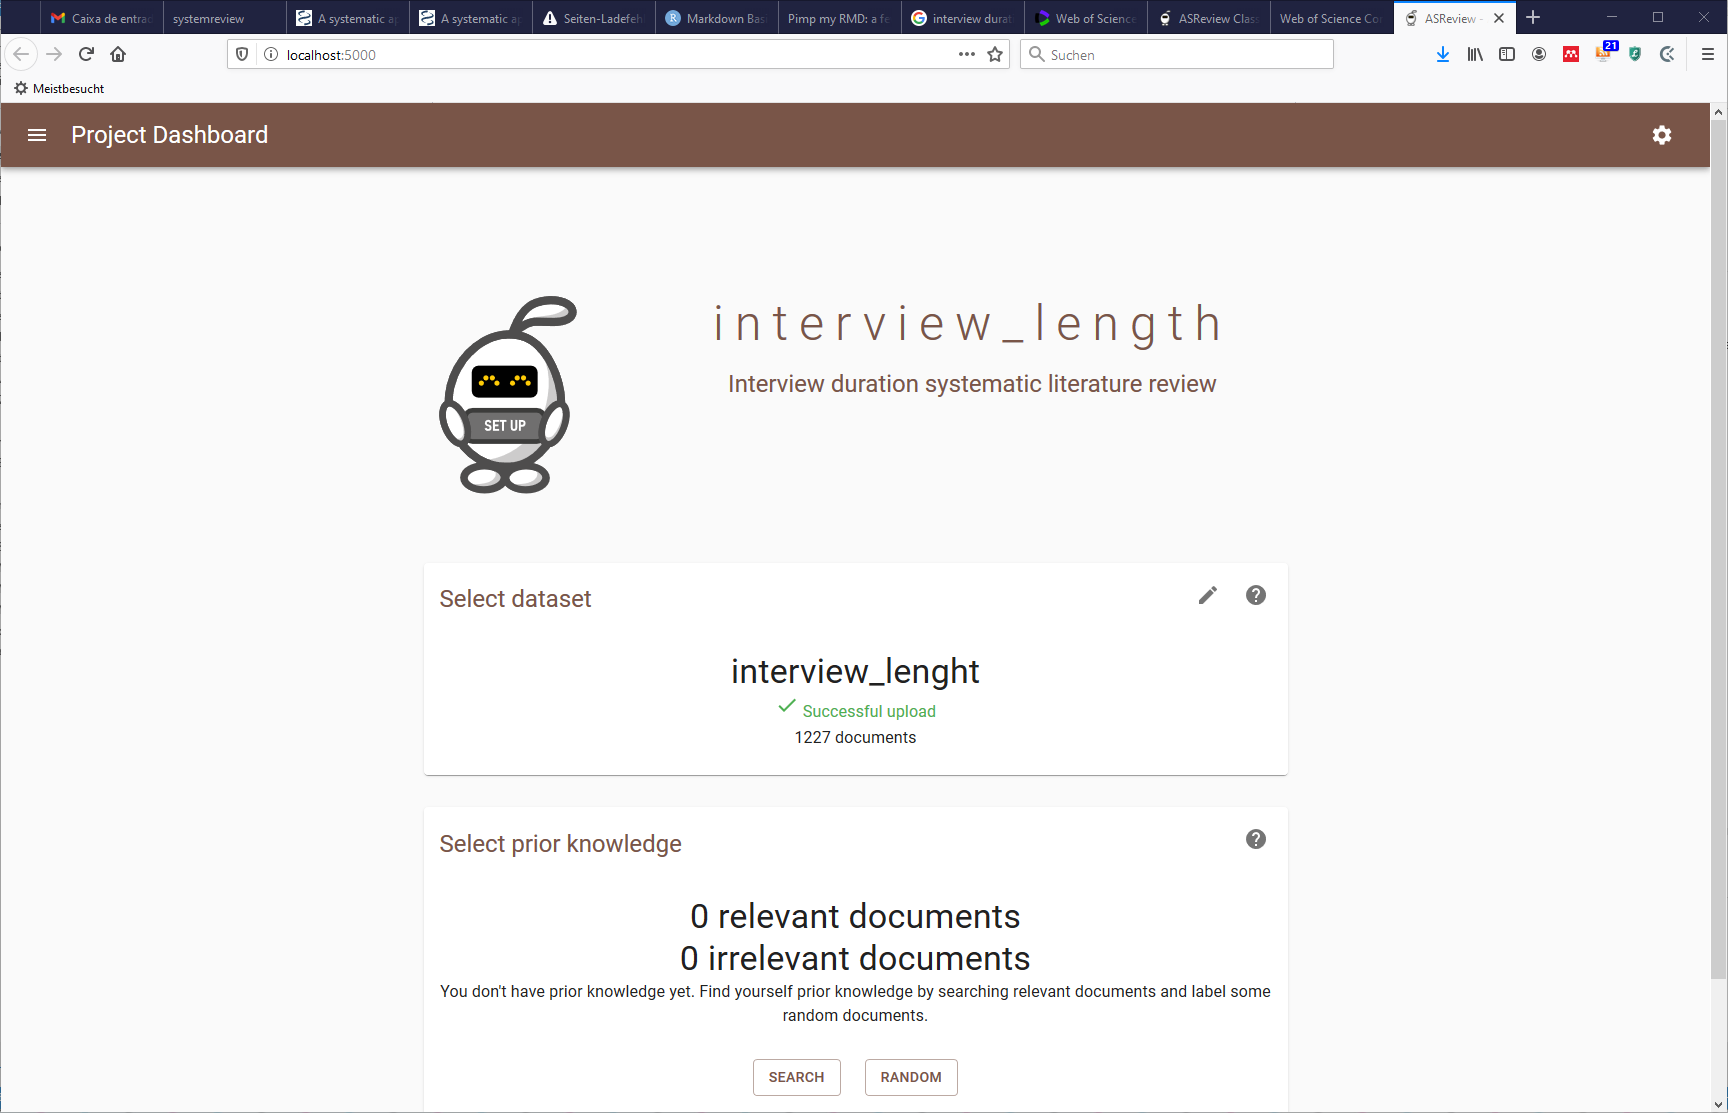 Caixa de entrad
systemreview
A systematic ap
A systematic ap
Seiten-Ladefeh
Markdown Bas
Pimp my RMD: a fe
interview durat
Web of Science
ASReview Clas
Web of Science Co
ASReview -
localhost:5000
Suchen
21
Meistbesucht
Project Dashboard
interview_length
Interview duration systematic literature review
SET UP
Select dataset
interview_lenght
Successful upload
1227 documents
Select prior knowledge
0 relevant documents
0 irrelevant documents
You don't have prior knowledge yet. Find yourself prior knowledge by searching relevant documents and label some
random documents.
SEARCH
RANDOM